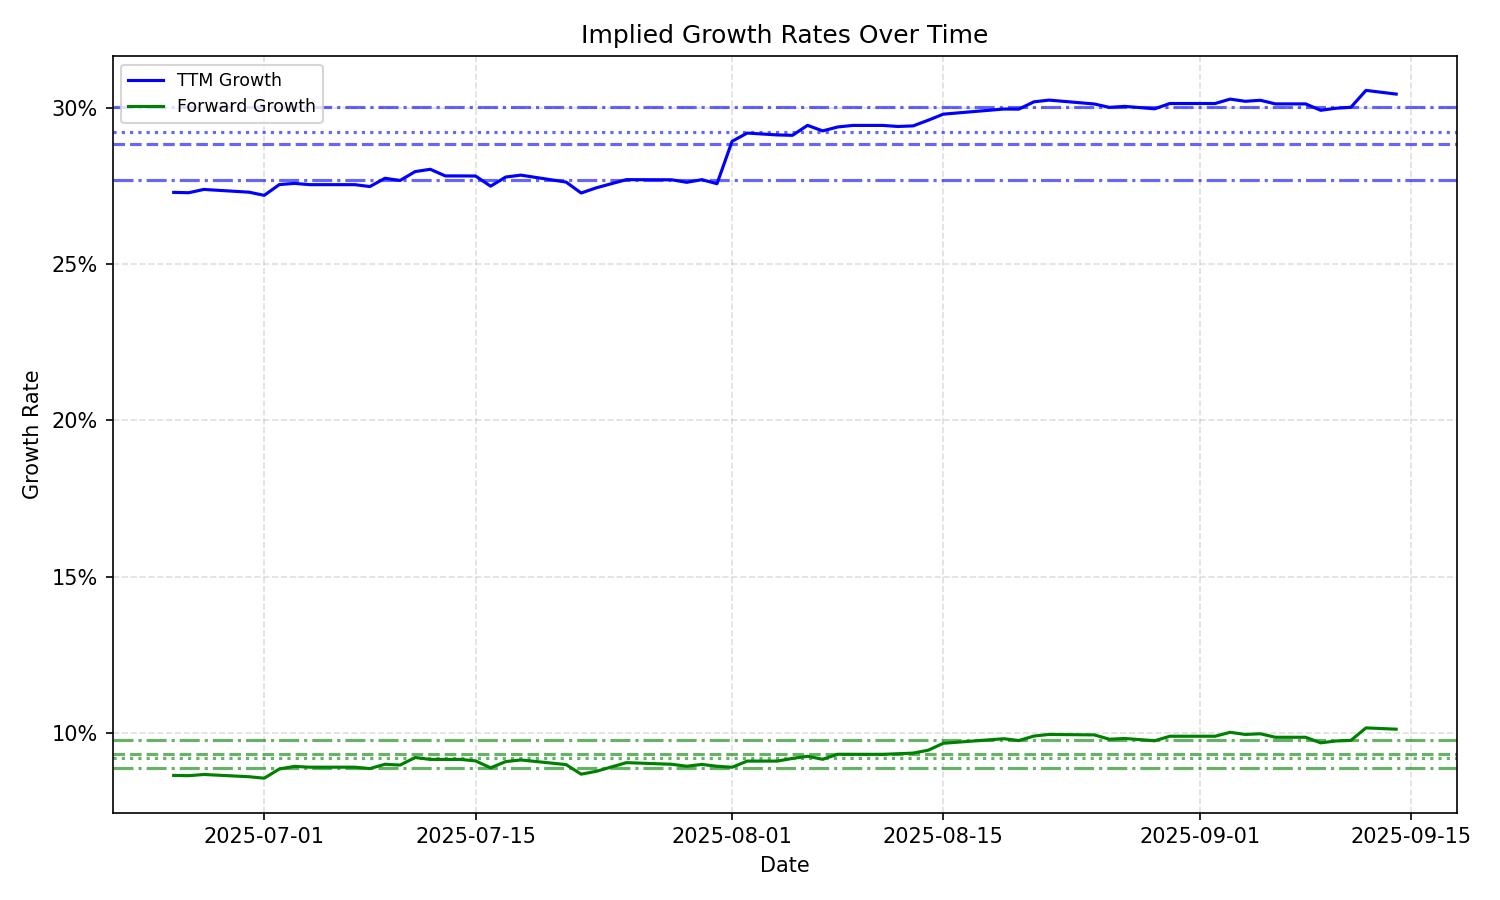 Implied Growth Rates Over Time
TTM Growth
Forward Growth
30%
25%
20%
15%
10%
Growth Rate
2025-07-01
2025-07-15
2025-08-01
2025-08-15
2025-09-01
2025-09-15
Date